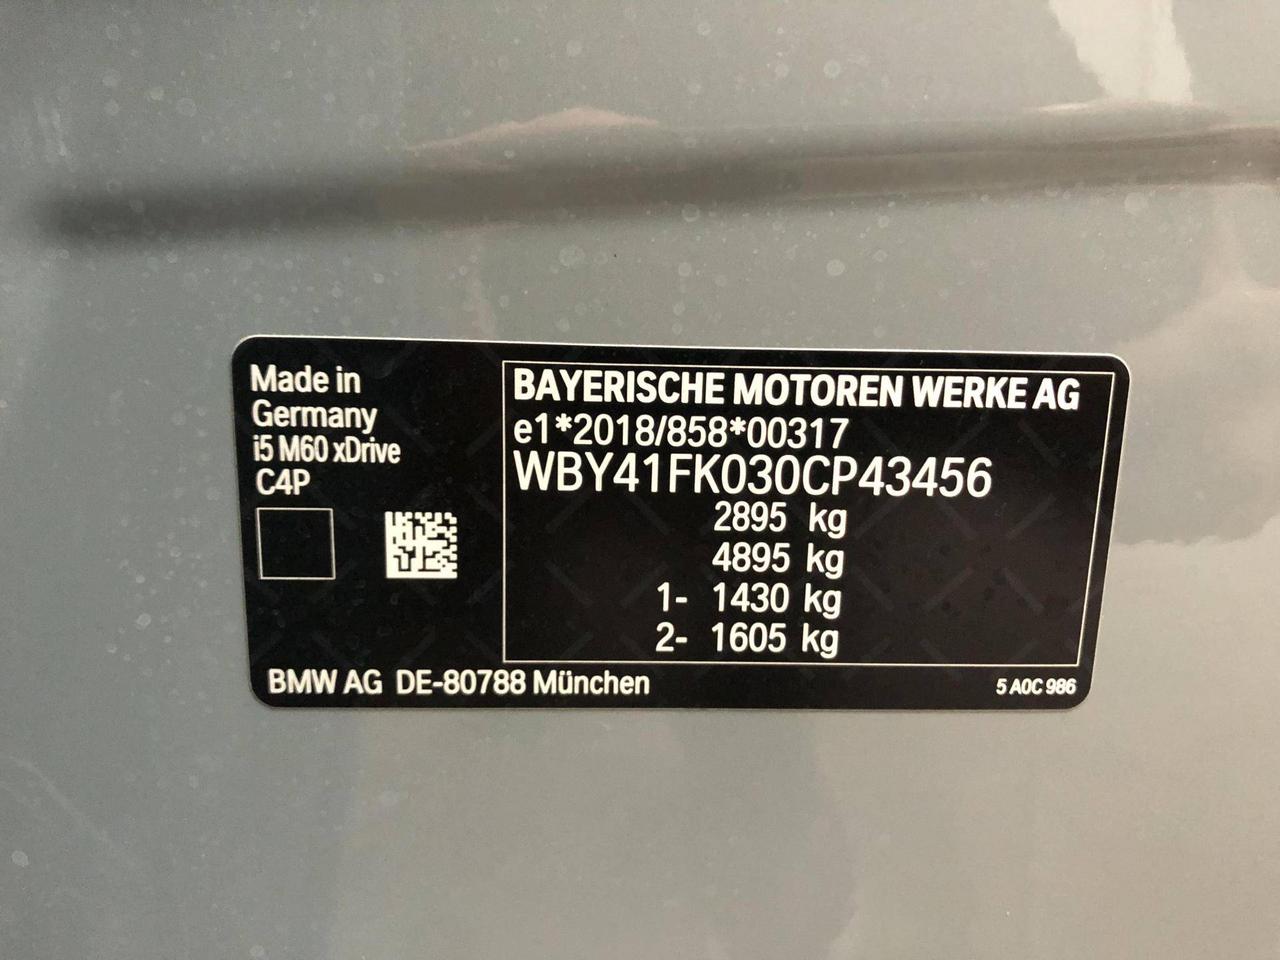 Made in
Germany
i5 M60 xDrive
C4P
BAYERISCHE MOTOREN WERKE AG
e1*2018/858*00317
WBY41FK030CP43456
2895 kg
4895 kg
1- 1430 kg
2- 1605 kg
BMW AG DE-80788 München
5 A0C 986